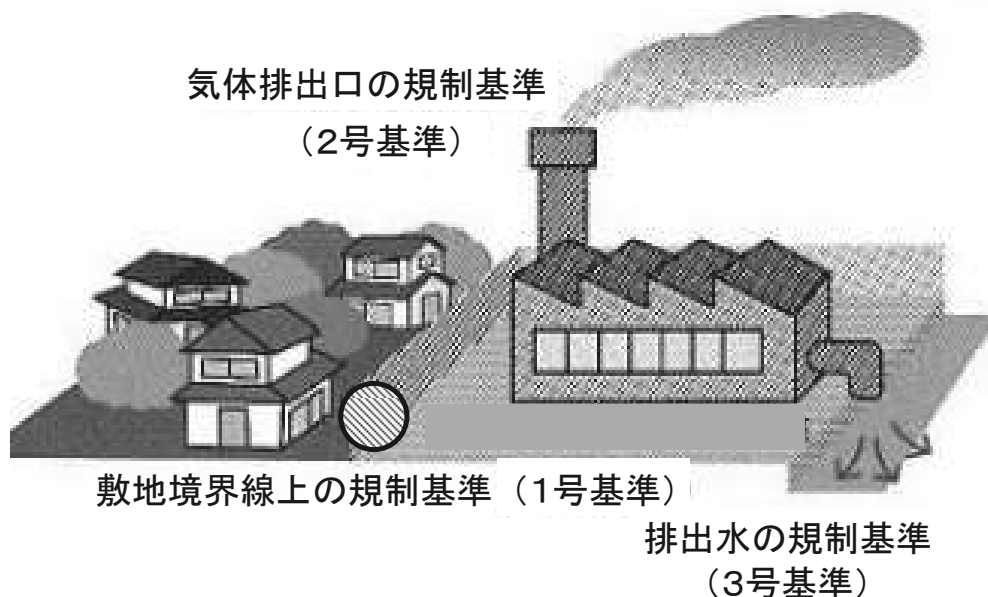 気体排出口の規制基準
（2号基準）
敷地境界線上の規制基準（1号基準）
排出水の規制基準
（3号基準）